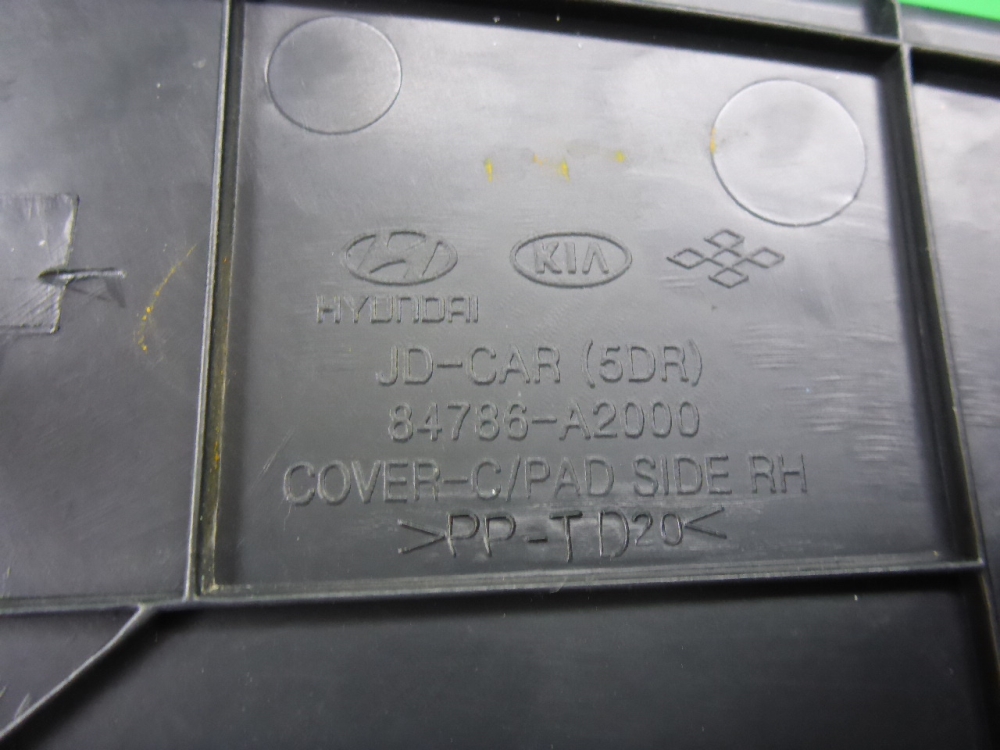 KIA
HYUNDAI
JD-CAR (5DR)
84786-A2000
COVER-C/PAD SIDE RH
>PP-TD20<